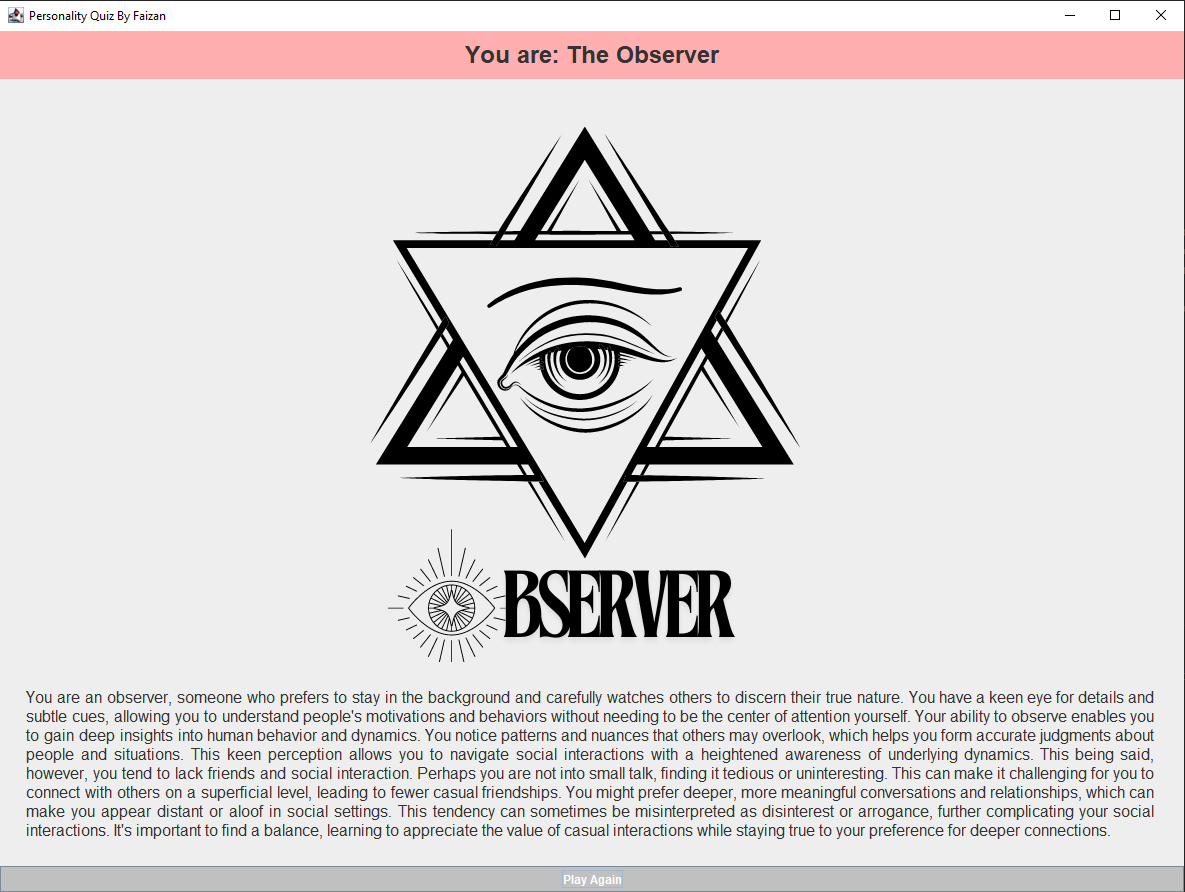 Personality Quiz By Faizan
You are: The Observer
BSERVER
You are an observer, someone who prefers to stay in the background and carefully watches others to discern their true nature. You have a keen eye for details and
subtle cues, allowing you to understand people's motivations and behaviors without needing to be the center of attention yourself. Your ability to observe enables you
to gain deep insights into human behavior and dynamics. You notice patterns and nuances that others may overlook, which helps you form accurate judgments about
people and situations. This keen perception allows you to navigate social interactions with a heightened awareness of underlying dynamics. This being said,
however, you tend to lack friends and social interaction. Perhaps you are not into small talk, finding it tedious or uninteresting. This can make it challenging for you to
connect with others on a superficial level, leading to fewer casual friendships. You might prefer deeper, more meaningful conversations and relationships, which can
make you appear distant or aloof in social settings. This tendency can sometimes be misinterpreted as disinterest or arrogance, further complicating your social
interactions. It's important to find a balance, learning to appreciate the value of casual interactions while staying true to your preference for deeper connections.
Play Again